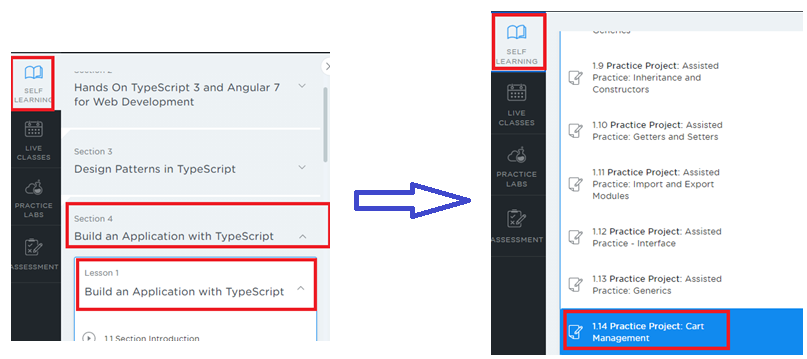 SELF
LEARNING
LIVE
CLASSES
PRACTICE
LABS
ASSESSMENT
Section 2
Hands On TypeScript 3 and Angular 7
for Web Development
Section 3
Design Patterns in TypeScript
Section 4
Build an Application with TypeScript
Lesson 1
Build an Application with TypeScript
1.1 Section Introduction
SELF
LEARNING
LIVE
CLASSES
PRACTICE
LABS
ASSESSMENT
Generics
1.9 Practice Project: Assisted
Practice: Inheritance and
Constructors
1.10 Practice Project: Assisted
Practice: Getters and Setters
1.11 Practice Project: Assisted
Practice: Import and Export
Modules
1.12 Practice Project: Assisted
Practice - Interface
1.13 Practice Project: Assisted
Practice: Generics
1.14 Practice Project: Cart
Management